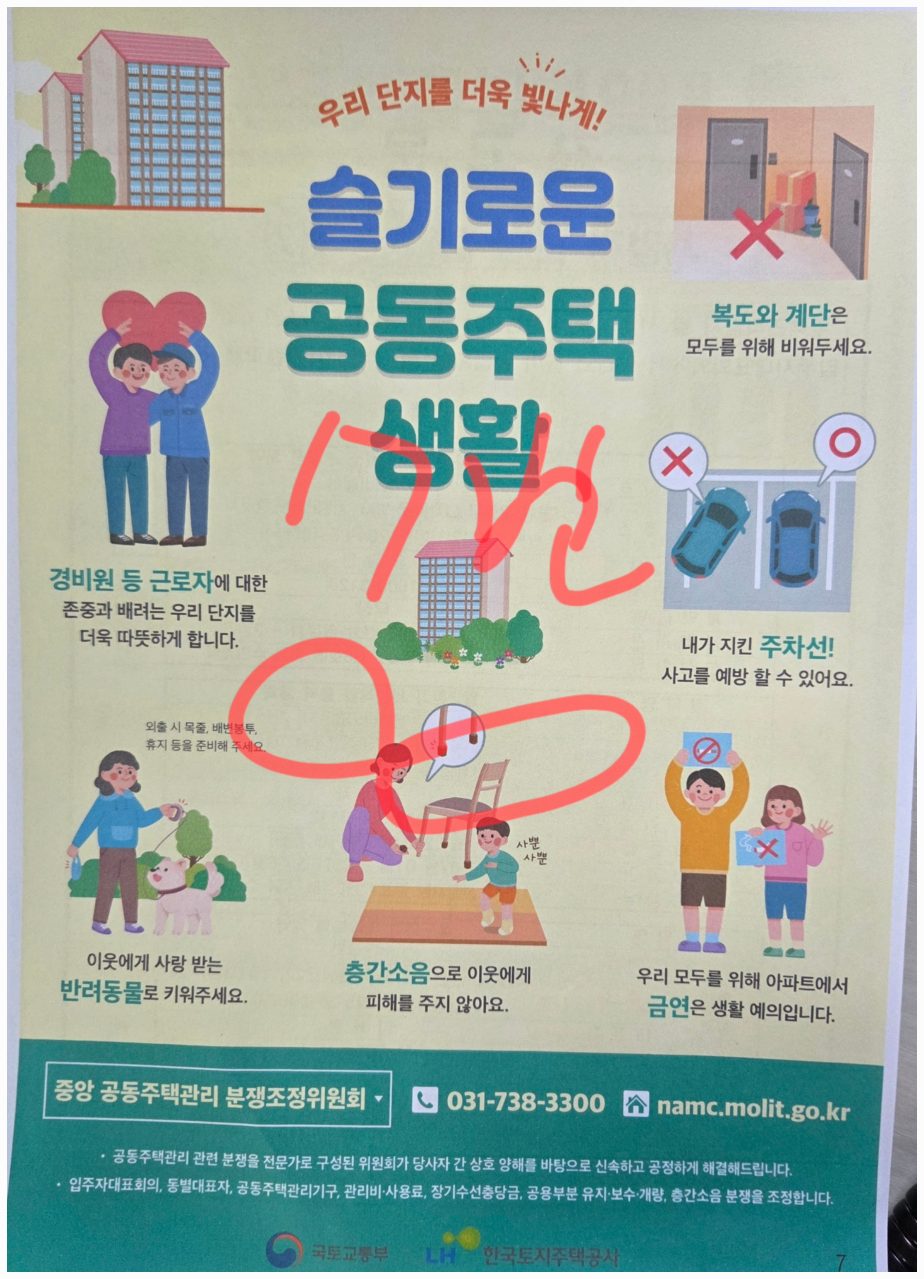 우리 단지를 더욱 빛나게!
슬기로운
공동주택
생활
복도와 계단은
모두를 위해 비워두세요.
경비원 등 근로자에 대한
존중과 배려는 우리 단지를
더욱 따뜻하게 합니다.
내가 지킨 주차선!
사고를 예방 할 수 있어요.
외출 시 목줄, 배변봉투,
휴지 등을 준비해 주세요.
사뿐
사뿐
이웃에게 사랑 받는
반려동물로 키워주세요.
층간소음으로 이웃에게
피해를 주지 않아요.
우리 모두를 위해 아파트에서
금연은 생활 예의입니다.
중앙 공동주택관리 분쟁조정위원회
031-738-3300
namc.molit.go.kr
• 공동주택관리 관련 분쟁을 전문가로 구성된 위원회가 당사자 간 상호 양해를 바탕으로 신속하고 공정하게 해결해드립니다.
• 입주자대표회의, 동별대표자, 공동주택관리기구, 관리비·사용료, 장기수선충당금, 공용부분 유지·보수·개량, 층간소음 분쟁을 조정합니다.
국토교통부
LH 한국토지주택공사
7